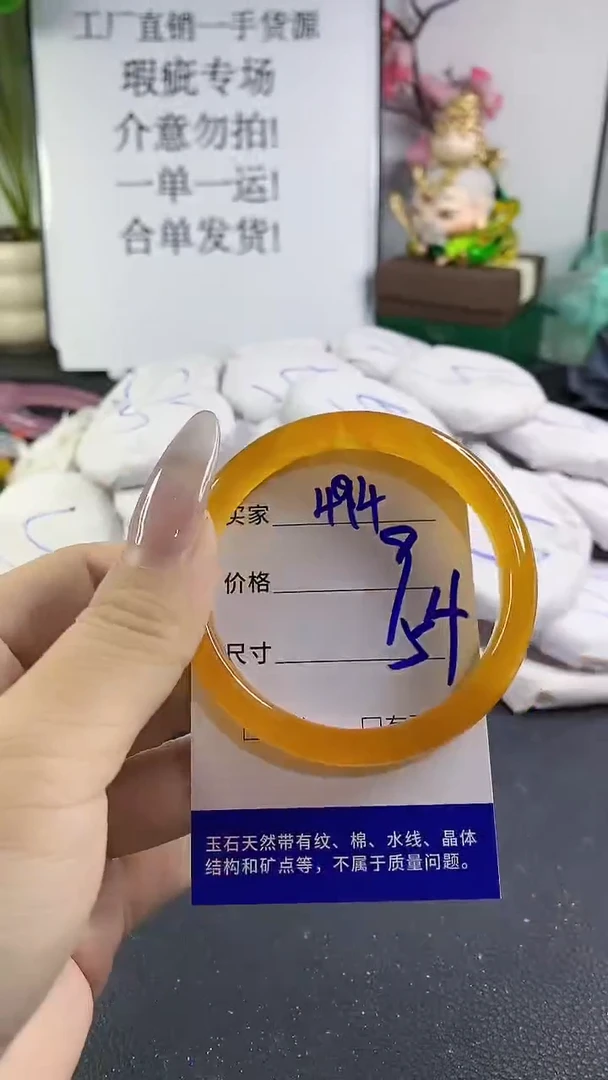 工厂直销一手货源
瑕疵专场
介意勿拍!
一单一运!
合单发货!
买家 494
价格
尺寸 54
玉石天然带有纹、棉、水线、晶体
结构和矿点等，不属于质量问题。